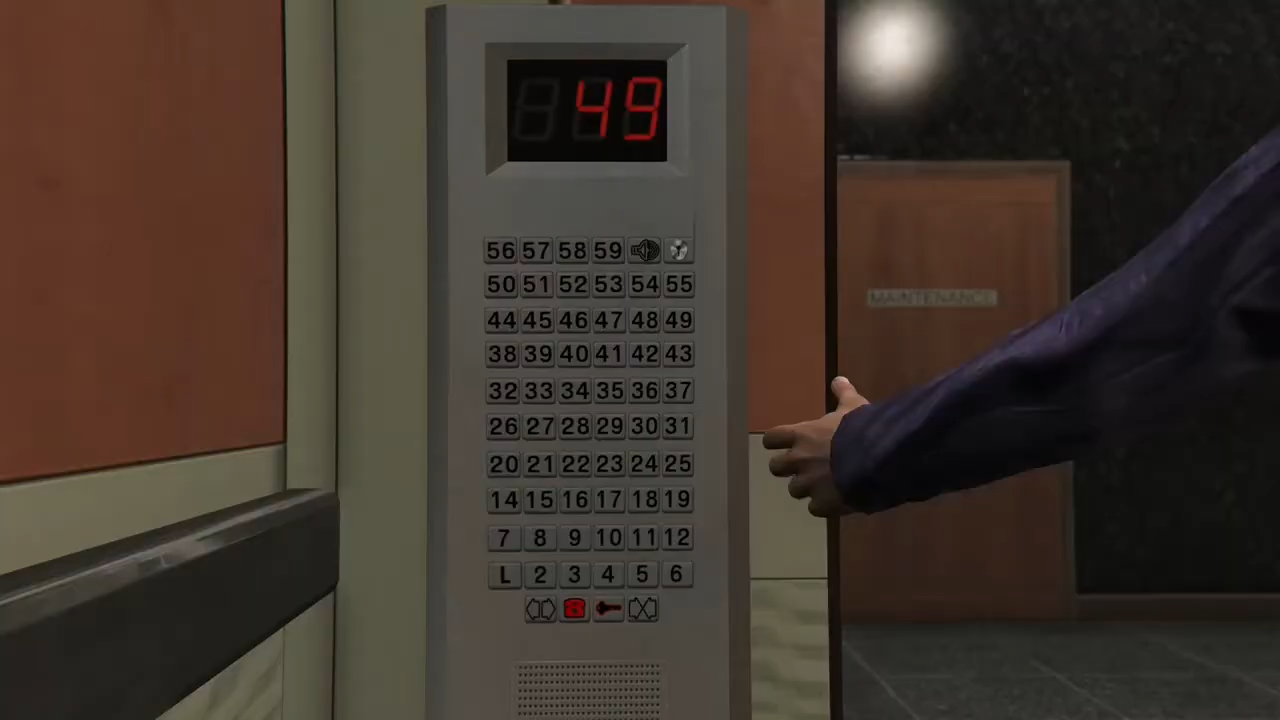 49
56 57 58 59
50 51 52 53 54 55
44 45 46 47 48 49
38 39 40 41 42 43
32 33 34 35 36 37
26 27 28 29 30 31
20 21 22 23 24 25
14 15 16 17 18 19
7 8 9 10 11 12
L 2 3 4 5 6
MAINTENANCE